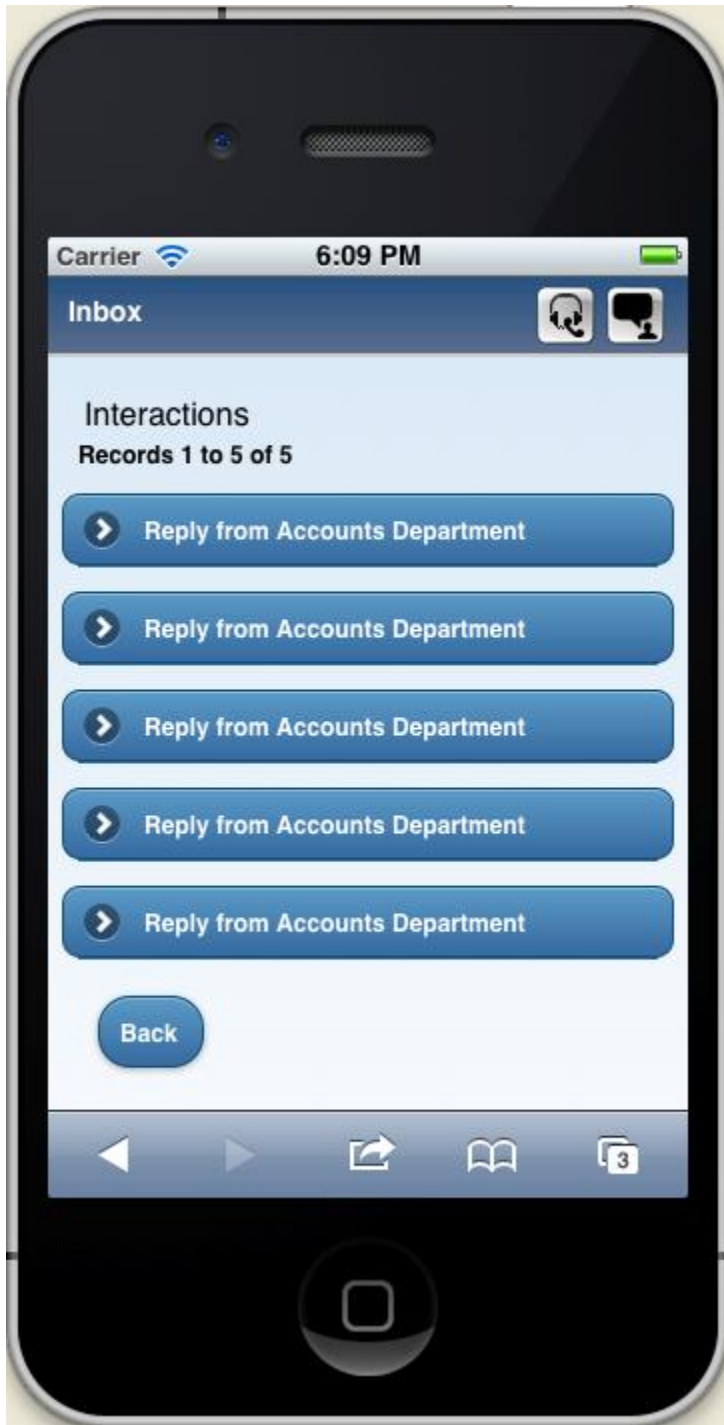 Carrier 6:09 PM
Inbox
Interactions
Records 1 to 5 of 5
Reply from Accounts Department
Reply from Accounts Department
Reply from Accounts Department
Reply from Accounts Department
Reply from Accounts Department
Back
3